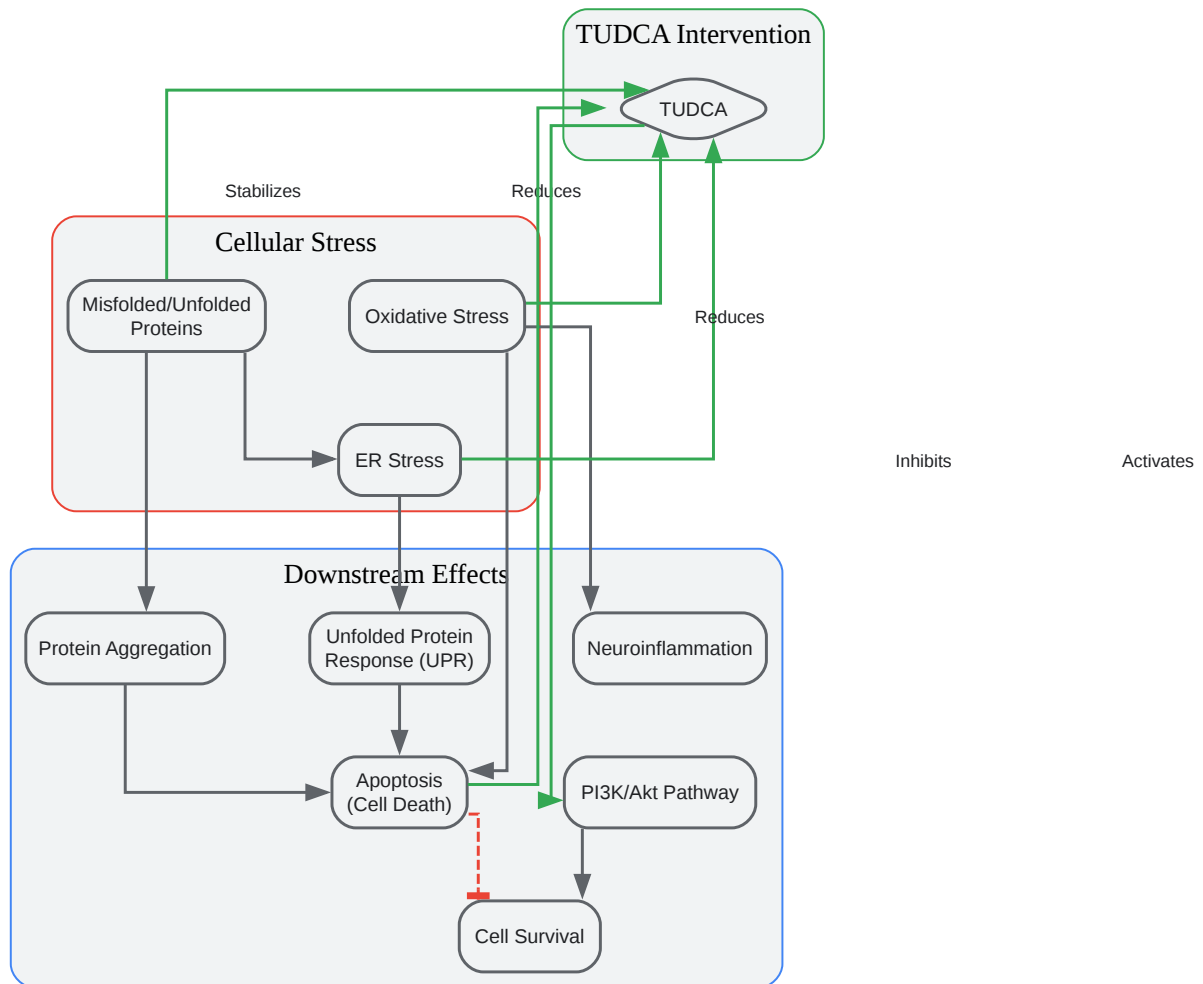 TUDCA Intervention
TUDCA
Stabilizes
Reduces
Cellular Stress
Misfolded/Unfolded
Proteins
Oxidative Stress
Reduces
ER Stress
Inhibits
Activates
Downstream Effects
Protein Aggregation
Unfolded Protein
Response (UPR)
Neuroinflammation
Apoptosis
(Cell Death)
PI3K/Akt Pathway
Cell Survival